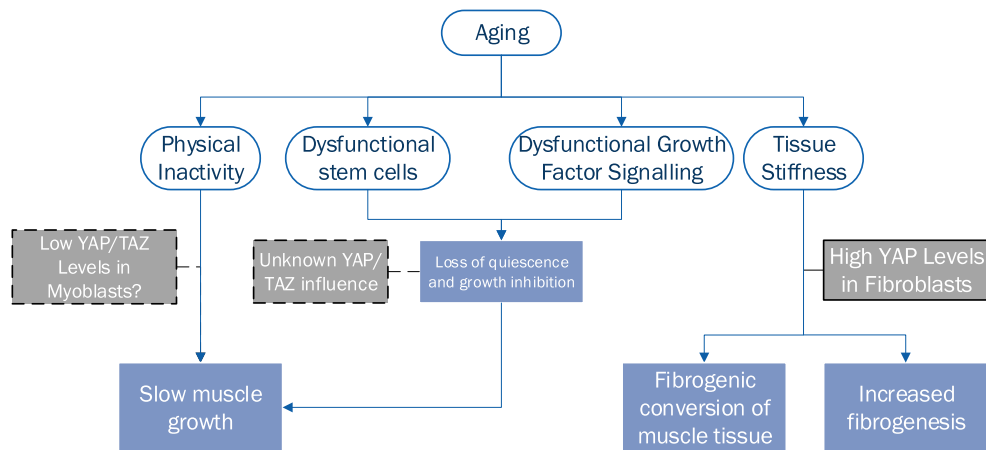 Aging
Physical
Inactivity
Dysfunctional
stem cells
Dysfunctional Growth
Factor Signalling
Tissue
Stiffness
Low YAP/TAZ
Levels in
Myoblasts?
Unknown YAP/
TAZ influence
Loss of quiescence
and growth inhibition
High YAP Levels
in Fibroblasts
Slow muscle
growth
Fibrogenic
conversion of
muscle tissue
Increased
fibrogenesis